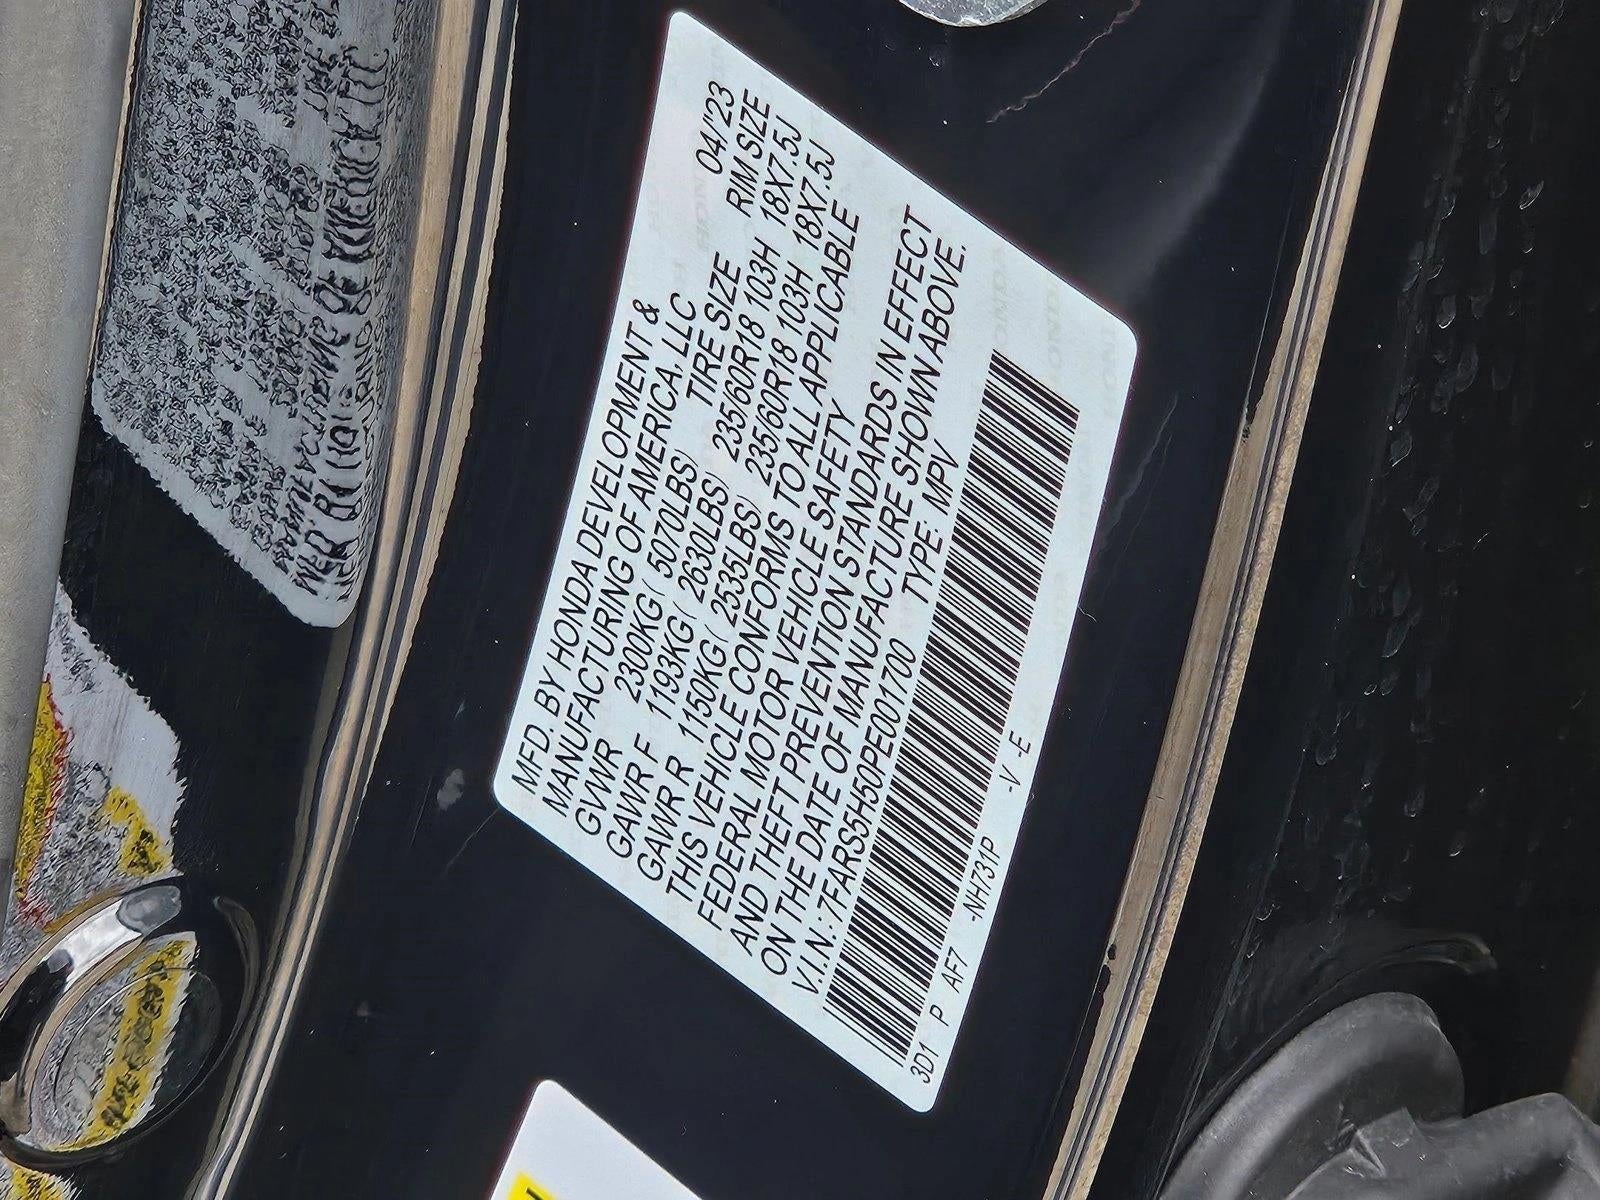 MFD. BY HONDA DEVELOPMENT &
MANUFACTURING OF AMERICA, LLC 04/'23
GVWR 2300KG ( 5070LBS) TIRE SIZE RIM SIZE
GAWR F 1193KG ( 2630LBS) 235/60R18 103H 18X7.5J
GAWR R 1150KG ( 2535LBS) 235/60R18 103H 18X7.5J
THIS VEHICLE CONFORMS TO ALL APPLICABLE
FEDERAL MOTOR VEHICLE SAFETY
AND THEFT PREVENTION STANDARDS IN EFFECT
ON THE DATE OF MANUFACTURE SHOWN ABOVE.
V.I.N.: 7FARS5H50PE001700 TYPE: MPV
3D1 P AF7 -NH731P -V -E